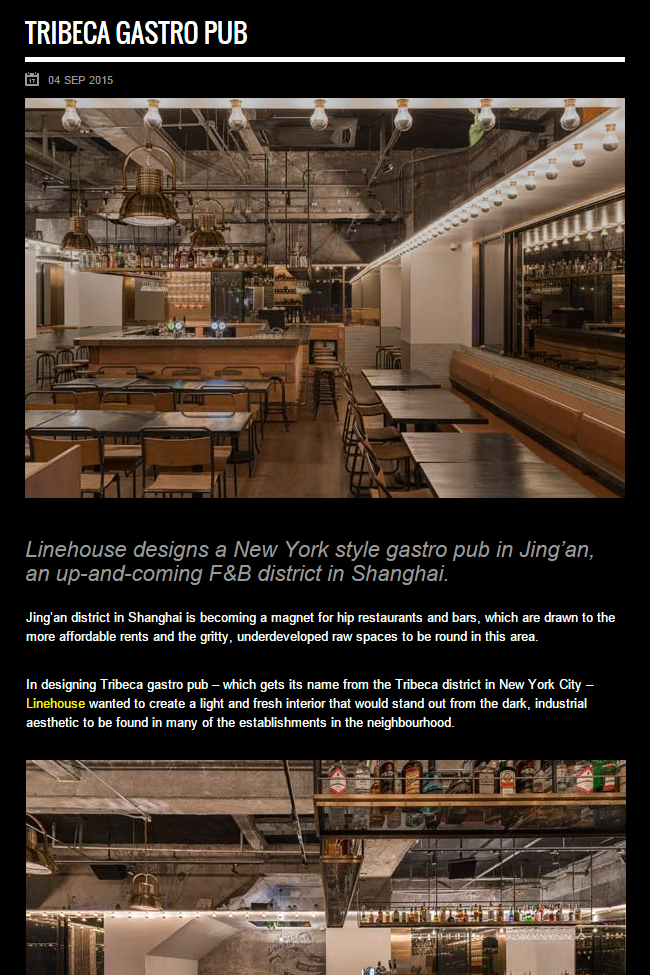 TRIBECA GASTRO PUB
17
04 SEP 2015
Linehouse designs a New York style gastro pub in Jing’an,
an up-and-coming F&B district in Shanghai.
Jing’an district in Shanghai is becoming a magnet for hip restaurants and bars, which are drawn to the
more affordable rents and the gritty, underdeveloped raw spaces to be round in this area.
In designing Tribeca gastro pub – which gets its name from the Tribeca district in New York City –
Linehouse wanted to create a light and fresh interior that would stand out from the dark, industrial
aesthetic to be found in many of the establishments in the neighbourhood.